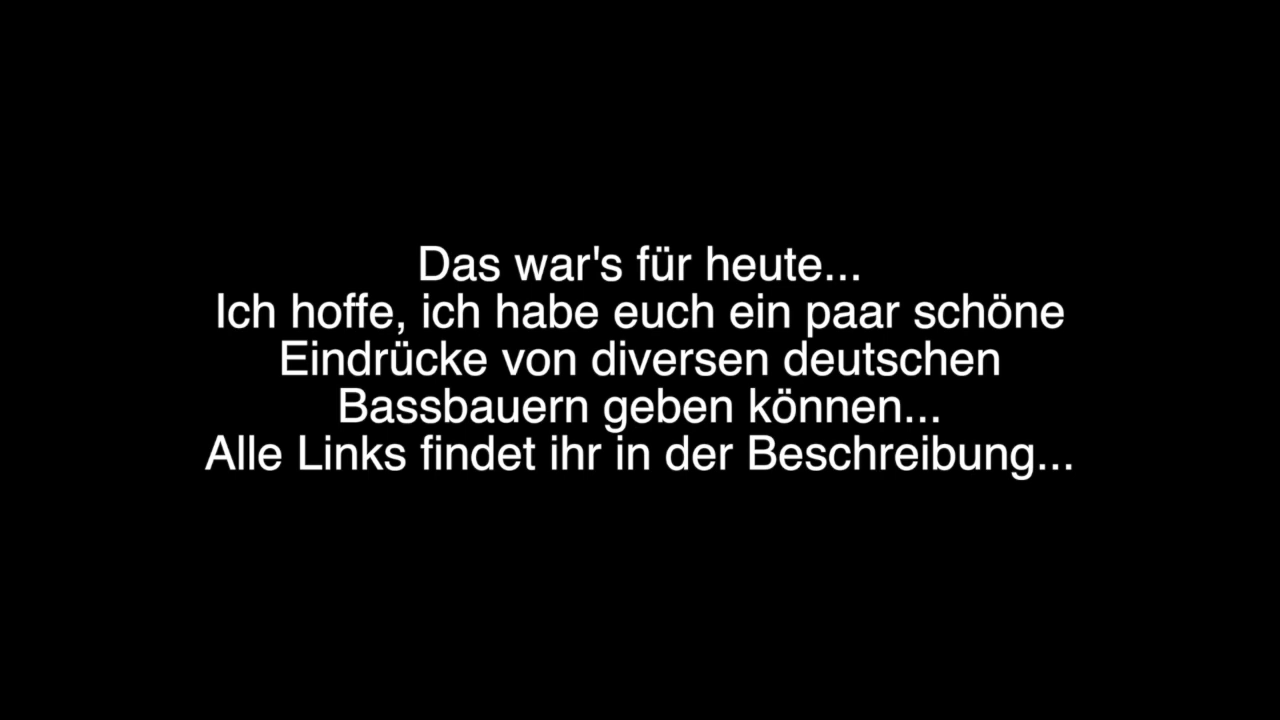 Das war's für heute...
Ich hoffe, ich habe euch ein paar schöne
Eindrücke von diversen deutschen
Bassbauern geben können...
Alle Links findet ihr in der Beschreibung...